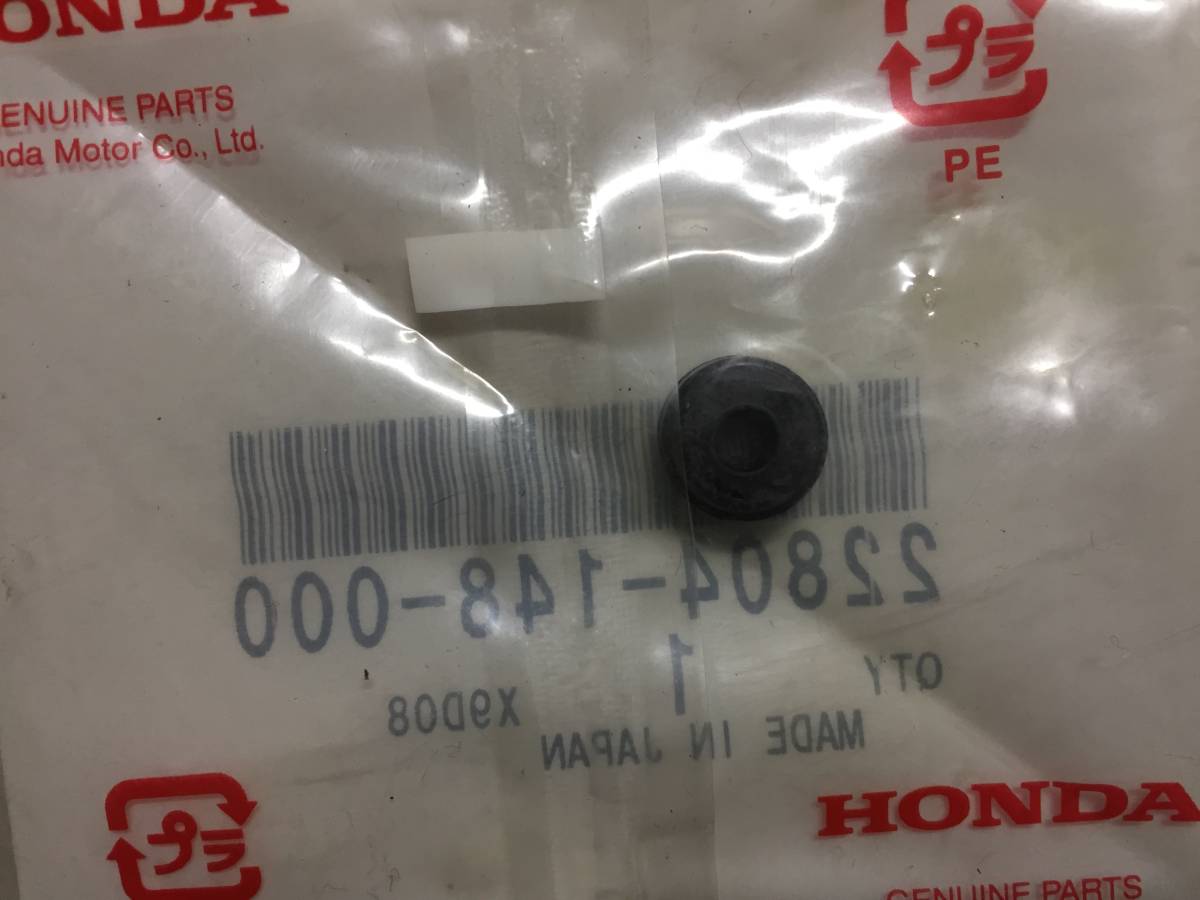 HONDA
GENUINE PARTS
Honda Motor Co., Ltd.
プラ
PE
22804-148-000
QTY 1
X9D08
MADE IN JAPAN
プラ
HONDA
GENUINE PARTS